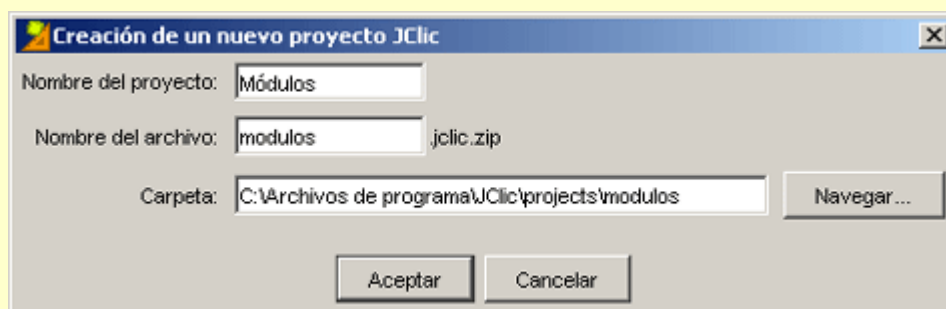 Creación de un nuevo proyecto JClic
Nombre del proyecto: Módulos
Nombre del archivo: modulos .jclic.zip
Carpeta: C:\Archivos de programa\JClic\projects\modulos Navegar...
Aceptar Cancelar